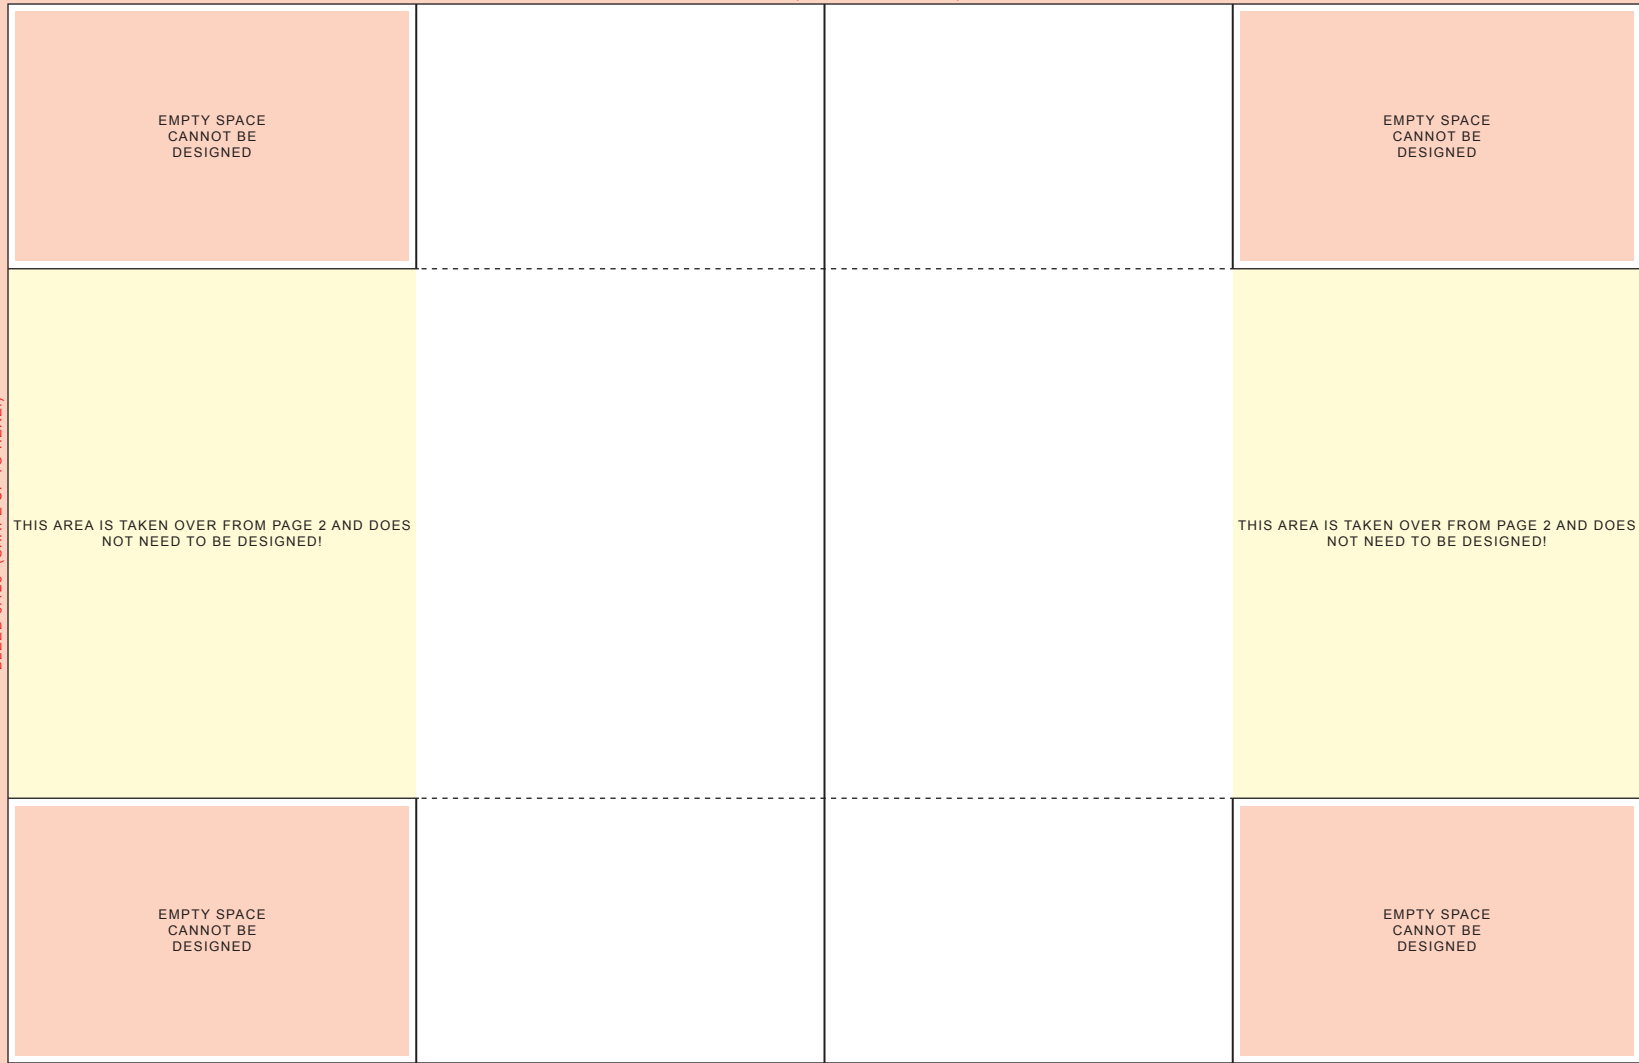 EMPTY SPACE
CANNOT BE
DESIGNED
EMPTY SPACE
CANNOT BE
DESIGNED
THIS AREA IS TAKEN OVER FROM PAGE 2 AND DOES
NOT NEED TO BE DESIGNED!
THIS AREA IS TAKEN OVER FROM PAGE 2 AND DOES
NOT NEED TO BE DESIGNED!
EMPTY SPACE
CANNOT BE
DESIGNED
EMPTY SPACE
CANNOT BE
DESIGNED